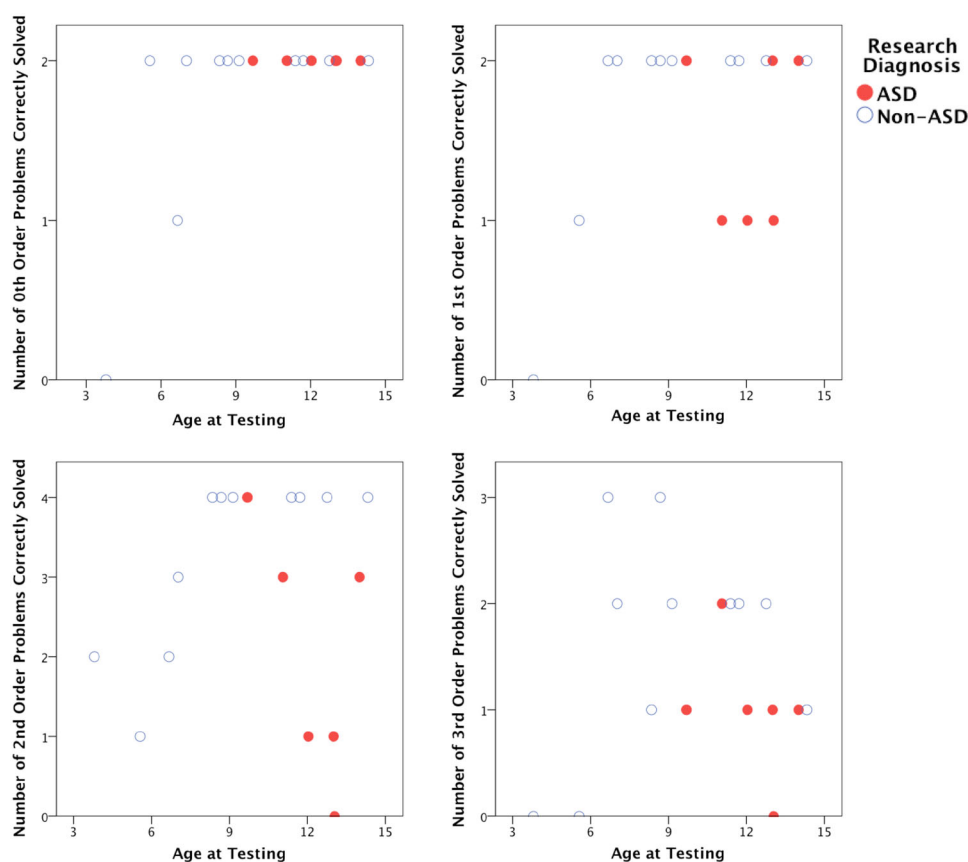 Number of 0th Order Problems Correctly Solved
2
1
0
3 6 9 12 15
Age at Testing
Number of 1st Order Problems Correctly Solved
2
1
0
3 6 9 12 15
Age at Testing
Research
Diagnosis
ASD
Non-ASD
Number of 2nd Order Problems Correctly Solved
4
3
2
1
0
3 6 9 12 15
Age at Testing
Number of 3rd Order Problems Correctly Solved
3
2
1
0
3 6 9 12 15
Age at Testing